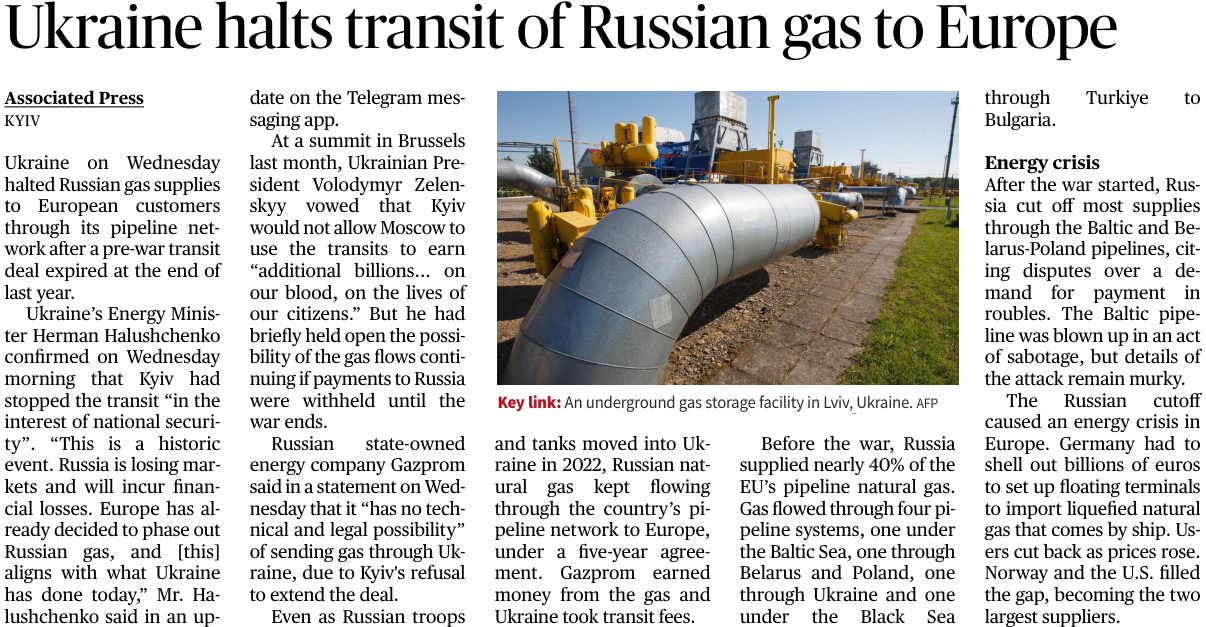 Ukraine halts transit of Russian gas to Europe
Associated Press
KYIV
Ukraine on Wednesday
halted Russian gas supplies
to European customers
through its pipeline net-
work after a pre-war transit
deal expired at the end of
last year.
Ukraine's Energy Minis-
ter Herman Halushchenko
confirmed on Wednesday
morning that Kyiv had
stopped the transit “in the
interest of national securi-
ty”. “This is a historic
event. Russia is losing mar-
kets and will incur finan-
cial losses. Europe has al-
ready decided to phase out
Russian gas, and [this]
aligns with what Ukraine
has done today,” Mr. Ha-
lushchenko said in an up-
date on the Telegram mes-
saging app.
At a summit in Brussels
last month, Ukrainian Pre-
sident Volodymyr Zelen-
skyy vowed that Kyiv
would not allow Moscow to
use the transits to earn
“additional billions... on
our blood, on the lives of
our citizens.” But he had
briefly held open the possi-
bility of the gas flows conti-
nuing if payments to Russia
were withheld until the
war ends.
Russian state-owned
energy company Gazprom
said in a statement on Wed-
nesday that it “has no tech-
nical and legal possibility”
of sending gas through Uk-
raine, due to Kyiv's refusal
to extend the deal.
Even as Russian troops
Key link: An underground gas storage facility in Lviv, Ukraine. AFP
and tanks moved into Uk-
raine in 2022, Russian nat-
ural gas kept flowing
through the country's pi-
peline network to Europe,
under a five-year agree-
ment. Gazprom earned
money from the gas and
Ukraine took transit fees.
Before the war, Russia
supplied nearly 40% of the
EU's pipeline natural gas.
Gas flowed through four pi-
peline systems, one under
the Baltic Sea, one through
Belarus and Poland, one
through Ukraine and one
under the Black Sea
through Turkiye to
Bulgaria.
Energy crisis
After the war started, Rus-
sia cut off most supplies
through the Baltic and Be-
larus-Poland pipelines, cit-
ing disputes over a de-
mand for payment in
roubles. The Baltic pipe-
line was blown up in an act
of sabotage, but details of
the attack remain murky.
The Russian cutoff
caused an energy crisis in
Europe. Germany had to
shell out billions of euros
to set up floating terminals
to import liquefied natural
gas that comes by ship. Us-
ers cut back as prices rose.
Norway and the U.S. filled
the gap, becoming the two
largest suppliers.